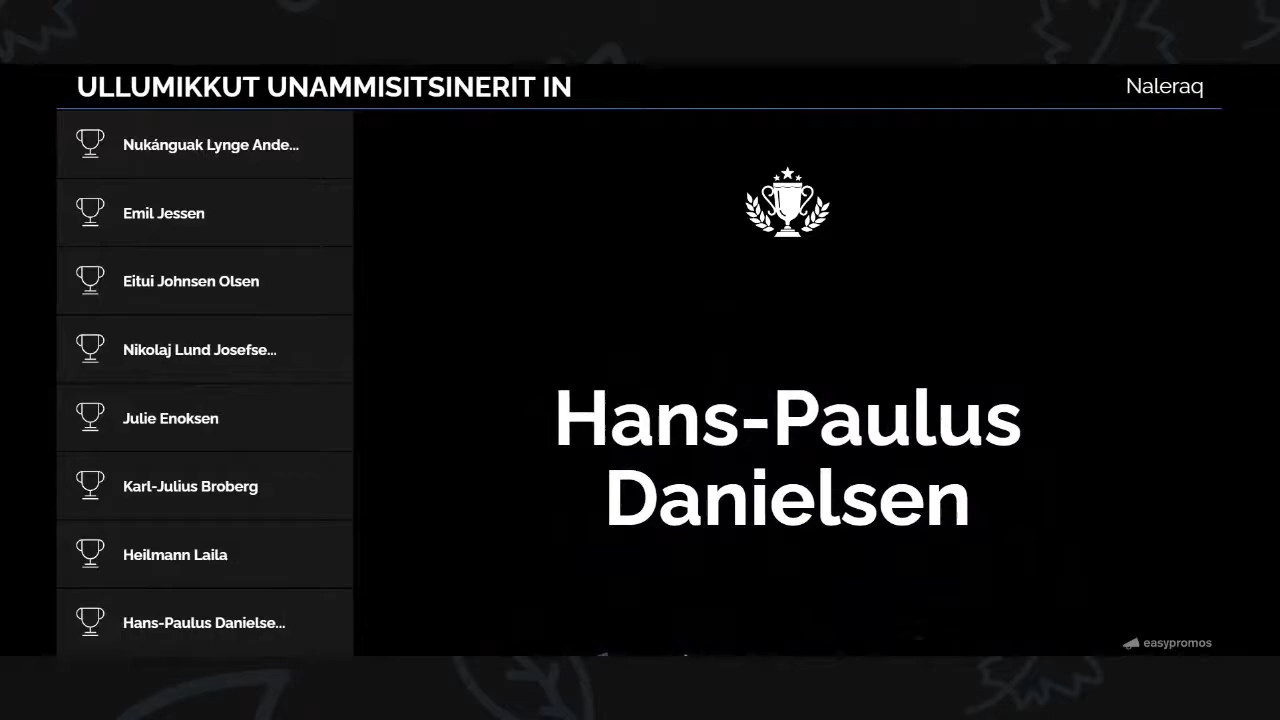 ULLUMIKKUT UNAMMISITSINERIT IN
Naleraq
Nukánguak Lynge Ande...
Emil Jessen
Eitui Johnsen Olsen
Nikolaj Lund Josefse...
Julie Enoksen
Karl-Julius Broberg
Heilmann Laila
Hans-Paulus Danielse...
Hans-Paulus
Danielsen
easypromos